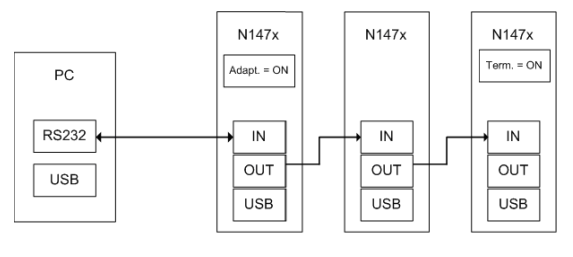 PC
RS232
USB
N147x
Adapt. = ON
IN
OUT
USB
N147x
IN
OUT
USB
N147x
Term. = ON
IN
OUT
USB